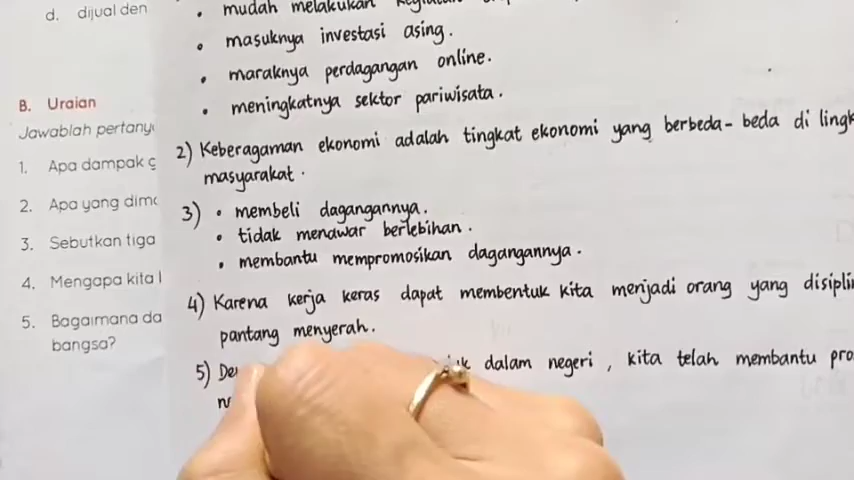 d. dijual den
mudah melakukan
• masuknya investasi asing.
• maraknya perdagangan online.
• meningkatnya sektor pariwisata.
B. Uraian
Jawablah
1. Apa dampak
2. Apa yang
3. Sebutkan tiga
4. Mengapa kita
5. Bagaimana da
bangsa?
2) Keberagaman ekonomi adalah tingkat ekonomi yang berbeda-beda di lingk
masyarakat.
3) • membeli dagangannya.
• tidak menawar berlebihan.
• membantu mempromosikan dagangannya.
4) Karena kerja keras dapat membentuk kita menjadi orang yang disiplin
pantang menyerah.
5) De dalam negeri, kita telah membantu pro